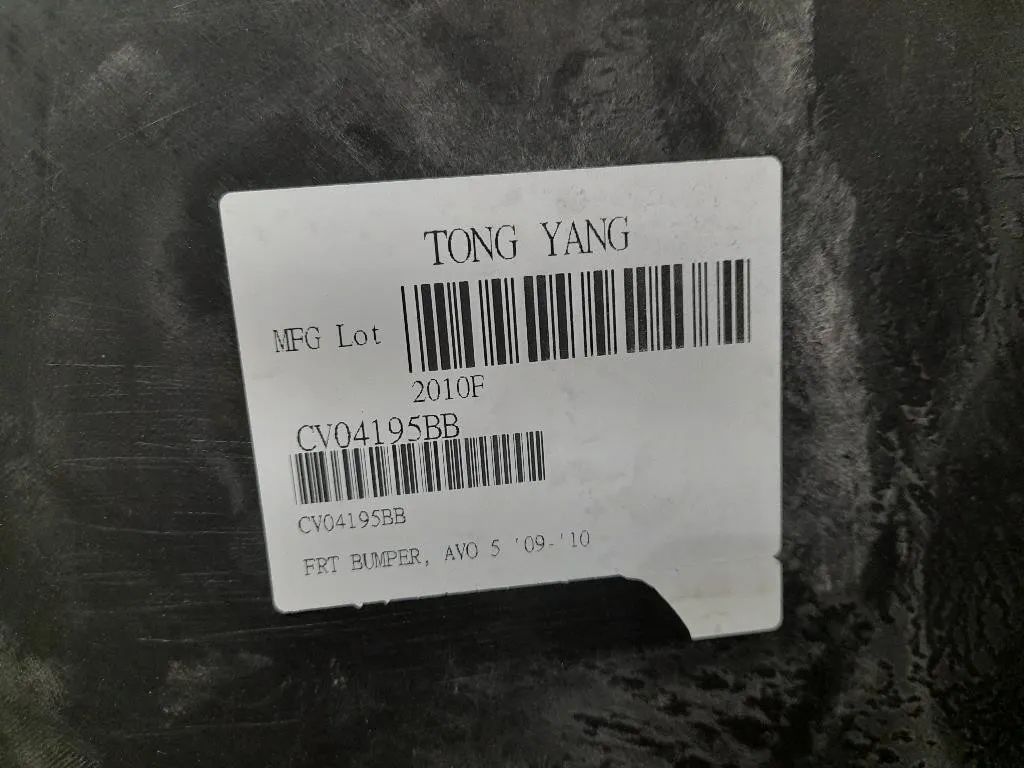 TONG YANG
MFG Lot
2010F
CV04195BB
CV04195BB
FRT BUMPER, AVO 5 '09-'10